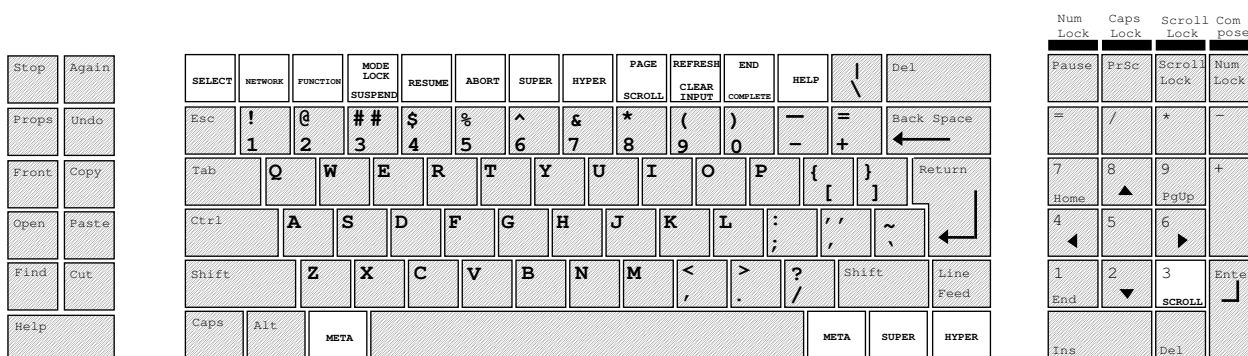 Num Caps Scroll Com
Lock Lock Lock pose
Stop Again SELECT NETWORK FUNCTION MODE LOCK SUSPEND RESUME ABORT SUPER HYPER PAGE SCROLL REFRESH CLEAR INPUT END COMPLETE HELP | \ Del Pause PrSc Scroll Lock Num Lock
Props Undo Esc ! 1 @ 2 ## 3 $ 4 % 5 ^ 6 & 7 * 8 ( 9 ) 0 — - = + Back Space = / * -
Front Copy Tab Q W E R T Y U I O P { [ } ] Return 7 Home 8 9 PgUp +
Open Paste Ctrl A S D F G H J K L : ; ′′ ′ ~ ` 4 5 6
Find Cut Shift Z X C V B N M < , > . ? / Shift Line Feed 1 End 2 3 SCROLL Ente
Help Caps Alt META META SUPER HYPER Ins Del